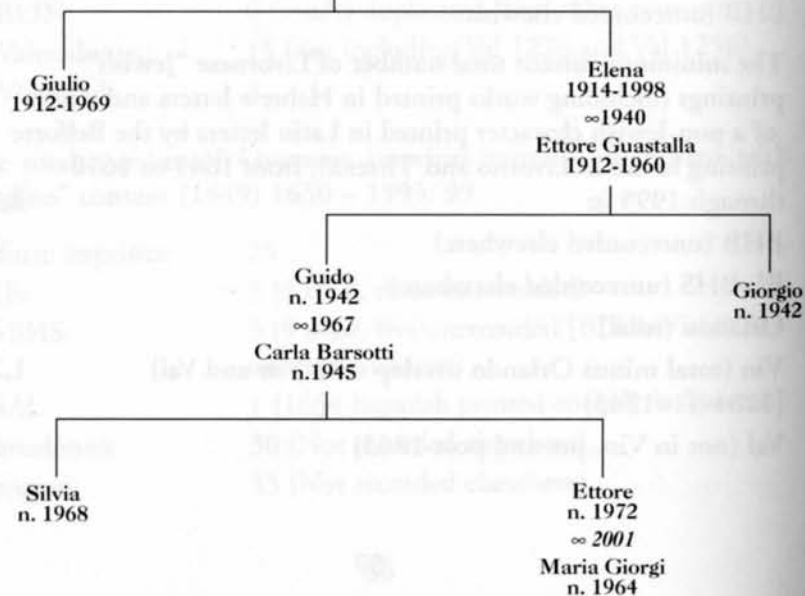 Giulio
1912-1969
Elena
1914-1998
∞1940
Ettore Guastalla
1912-1960
Guido
n. 1942
∞1967
Carla Barsotti
n.1945
Giorgio
n. 1942
Silvia
n. 1968
Ettore
n. 1972
∞ 2001
Maria Giorgi
n. 1964